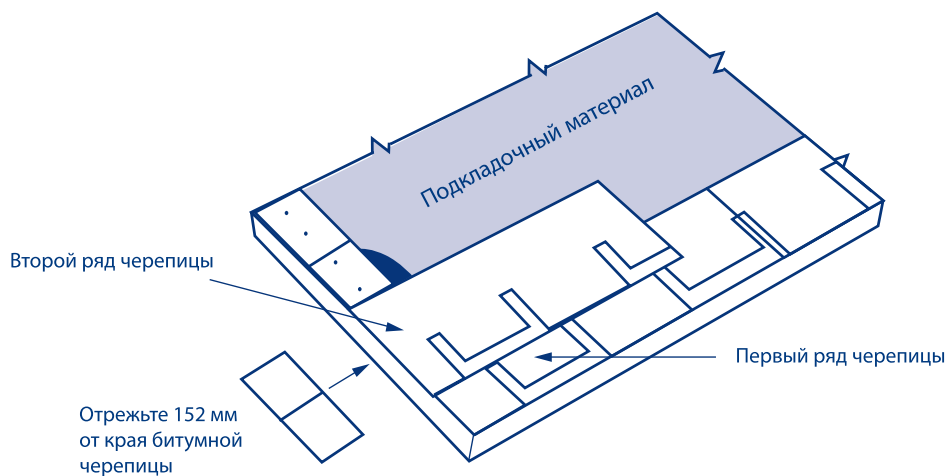 Подкладочный материал
Второй ряд черепицы
Первый ряд черепицы
Отрежьте 152 мм
от края битумной
черепицы